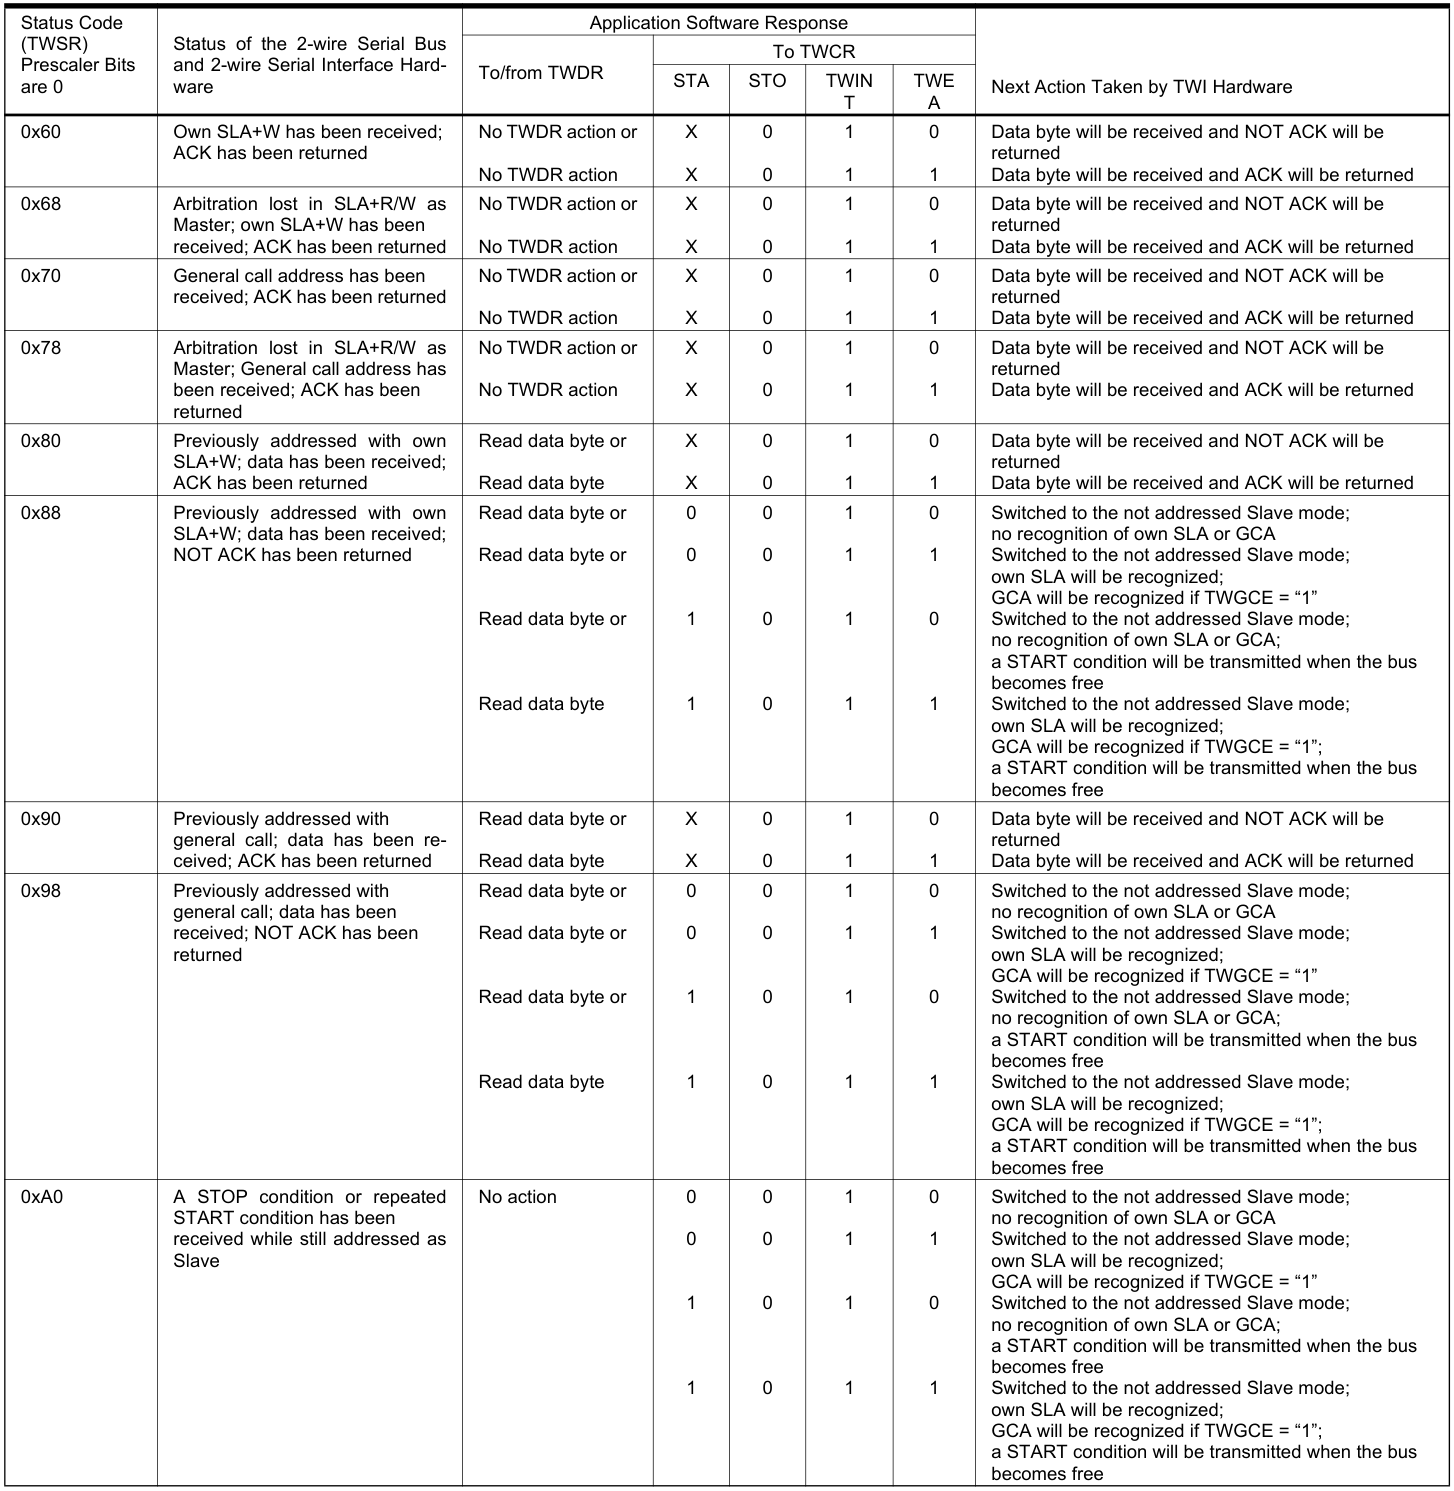 Status Code
(TWSR)
Prescaler Bits
are 0
Status of the 2-wire Serial Bus
and 2-wire Serial Interface Hard-
ware
Application Software Response
To/from TWDR
To TWCR
STA
STO
TWIN
T
TWE
A
Next Action Taken by TWI Hardware
0x60
Own SLA+W has been received;
ACK has been returned
No TWDR action or X 0 1 0 Data byte will be received and NOT ACK will be
returned
No TWDR action X 0 1 1 Data byte will be received and ACK will be returned
0x68
Arbitration lost in SLA+R/W as
Master; own SLA+W has been
received; ACK has been returned
No TWDR action or X 0 1 0 Data byte will be received and NOT ACK will be
returned
No TWDR action X 0 1 1 Data byte will be received and ACK will be returned
0x70
General call address has been
received; ACK has been returned
No TWDR action or X 0 1 0 Data byte will be received and NOT ACK will be
returned
No TWDR action X 0 1 1 Data byte will be received and ACK will be returned
0x78
Arbitration lost in SLA+R/W as
Master; General call address has
been received; ACK has been
returned
No TWDR action or X 0 1 0 Data byte will be received and NOT ACK will be
returned
No TWDR action X 0 1 1 Data byte will be received and ACK will be returned
0x80
Previously addressed with own
SLA+W; data has been received;
ACK has been returned
Read data byte or X 0 1 0 Data byte will be received and NOT ACK will be
returned
Read data byte X 0 1 1 Data byte will be received and ACK will be returned
0x88
Previously addressed with own
SLA+W; data has been received;
NOT ACK has been returned
Read data byte or 0 0 1 0 Switched to the not addressed Slave mode;
no recognition of own SLA or GCA
Read data byte or 0 0 1 1 Switched to the not addressed Slave mode;
own SLA will be recognized;
GCA will be recognized if TWGCE = “1”
Read data byte or 1 0 1 0 Switched to the not addressed Slave mode;
no recognition of own SLA or GCA;
a START condition will be transmitted when the bus
becomes free
Read data byte 1 0 1 1 Switched to the not addressed Slave mode;
own SLA will be recognized;
GCA will be recognized if TWGCE = “1”;
a START condition will be transmitted when the bus
becomes free
0x90
Previously addressed with
general call; data has been re-
ceived; ACK has been returned
Read data byte or X 0 1 0 Data byte will be received and NOT ACK will be
returned
Read data byte X 0 1 1 Data byte will be received and ACK will be returned
0x98
Previously addressed with
general call; data has been
received; NOT ACK has been
returned
Read data byte or 0 0 1 0 Switched to the not addressed Slave mode;
no recognition of own SLA or GCA
Read data byte or 0 0 1 1 Switched to the not addressed Slave mode;
own SLA will be recognized;
GCA will be recognized if TWGCE = “1”
Read data byte or 1 0 1 0 Switched to the not addressed Slave mode;
no recognition of own SLA or GCA;
a START condition will be transmitted when the bus
becomes free
Read data byte 1 0 1 1 Switched to the not addressed Slave mode;
own SLA will be recognized;
GCA will be recognized if TWGCE = “1”;
a START condition will be transmitted when the bus
becomes free
0xA0
A STOP condition or repeated
START condition has been
received while still addressed as
Slave
No action 0 0 1 0 Switched to the not addressed Slave mode;
no recognition of own SLA or GCA
0 0 1 1 Switched to the not addressed Slave mode;
own SLA will be recognized;
GCA will be recognized if TWGCE = “1”
1 0 1 0 Switched to the not addressed Slave mode;
no recognition of own SLA or GCA;
a START condition will be transmitted when the bus
becomes free
1 0 1 1 Switched to the not addressed Slave mode;
own SLA will be recognized;
GCA will be recognized if TWGCE = “1”;
a START condition will be transmitted when the bus
becomes free